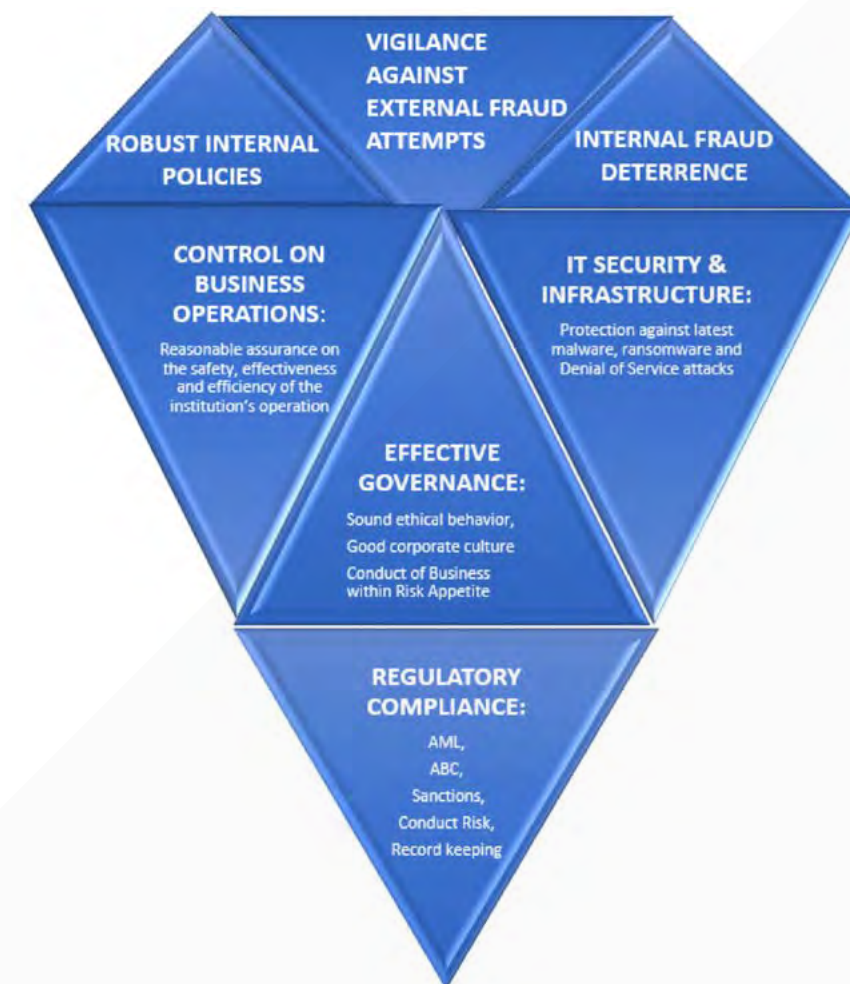 VIGILANCE
AGAINST
EXTERNAL FRAUD
ATTEMPTS
ROBUST INTERNAL
POLICIES
INTERNAL FRAUD
DETERRENCE
CONTROL ON
BUSINESS
OPERATIONS:
Reasonable assurance on
the safety, effectiveness
and efficiency of the
institution's operation
IT SECURITY &
INFRASTRUCTURE:
Protection against latest
malware, ransomware and
Denial of Service attacks
EFFECTIVE
GOVERNANCE:
Sound ethical behavior,
Good corporate culture
Conduct of Business
within Risk Appetite
REGULATORY
COMPLIANCE:
AML,
ABC,
Sanctions,
Conduct Risk,
Record keeping